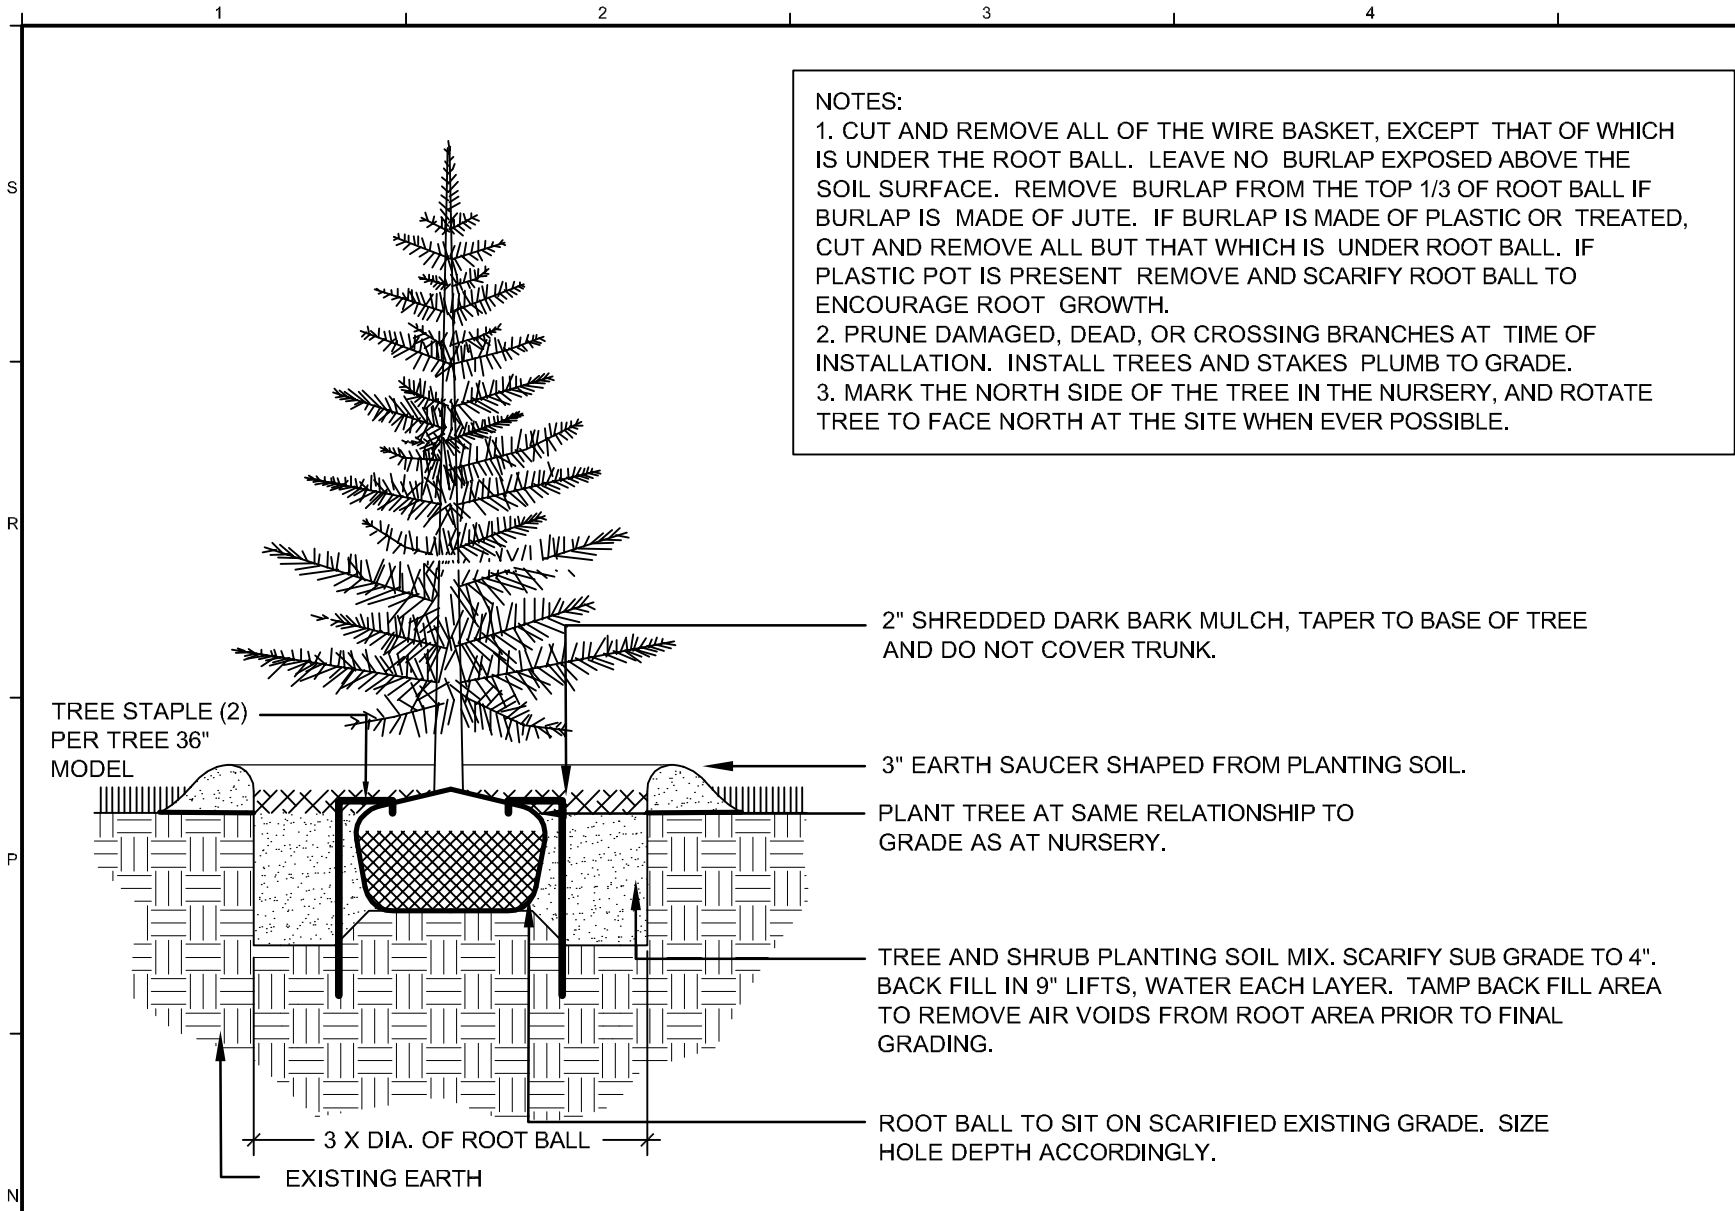 1 2 3 4
S
R
P
N
NOTES:
1. CUT AND REMOVE ALL OF THE WIRE BASKET, EXCEPT THAT OF WHICH
IS UNDER THE ROOT BALL. LEAVE NO BURLAP EXPOSED ABOVE THE
SOIL SURFACE. REMOVE BURLAP FROM THE TOP 1/3 OF ROOT BALL IF
BURLAP IS MADE OF JUTE. IF BURLAP IS MADE OF PLASTIC OR TREATED,
CUT AND REMOVE ALL BUT THAT WHICH IS UNDER ROOT BALL. IF
PLASTIC POT IS PRESENT REMOVE AND SCARIFY ROOT BALL TO
ENCOURAGE ROOT GROWTH.
2. PRUNE DAMAGED, DEAD, OR CROSSING BRANCHES AT TIME OF
INSTALLATION. INSTALL TREES AND STAKES PLUMB TO GRADE.
3. MARK THE NORTH SIDE OF THE TREE IN THE NURSERY, AND ROTATE
TREE TO FACE NORTH AT THE SITE WHEN EVER POSSIBLE.
2" SHREDDED DARK BARK MULCH, TAPER TO BASE OF TREE
AND DO NOT COVER TRUNK.
TREE STAPLE (2)
PER TREE 36"
MODEL
3" EARTH SAUCER SHAPED FROM PLANTING SOIL.
PLANT TREE AT SAME RELATIONSHIP TO
GRADE AS AT NURSERY.
TREE AND SHRUB PLANTING SOIL MIX. SCARIFY SUB GRADE TO 4".
BACK FILL IN 9" LIFTS, WATER EACH LAYER. TAMP BACK FILL AREA
TO REMOVE AIR VOIDS FROM ROOT AREA PRIOR TO FINAL
GRADING.
ROOT BALL TO SIT ON SCARIFIED EXISTING GRADE. SIZE
HOLE DEPTH ACCORDINGLY.
3 X DIA. OF ROOT BALL
EXISTING EARTH